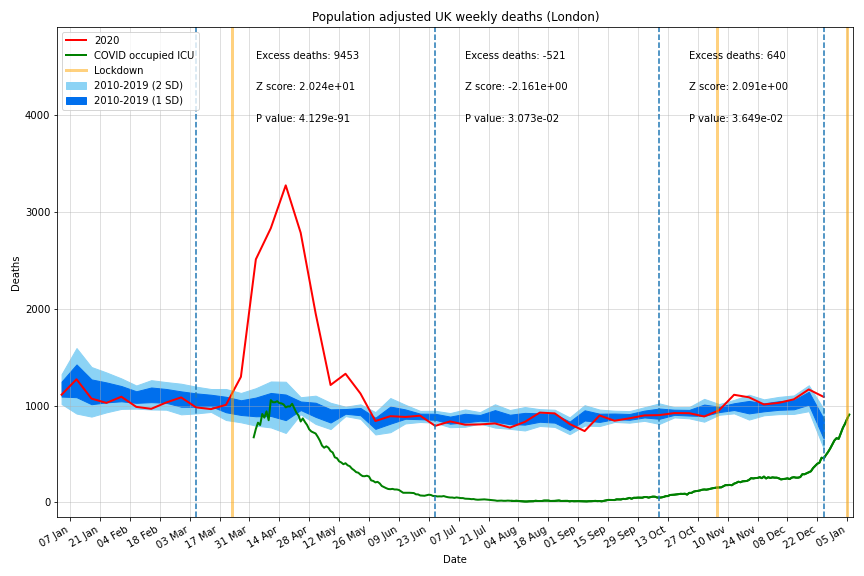 Population adjusted UK weekly deaths (London)
2020
COVID occupied ICU
Lockdown
2010-2019 (2 SD)
2010-2019 (1 SD)
Excess deaths: 9453
Z score: 2.024e+01
P value: 4.129e-91
Excess deaths: -521
Z score: -2.161e+00
P value: 3.073e-02
Excess deaths: 640
Z score: 2.091e+00
P value: 3.649e-02
Deaths
4000
3000
2000
1000
0
07 Jan
21 Jan
04 Feb
18 Feb
03 Mar
17 Mar
31 Mar
14 Apr
28 Apr
12 May
26 May
09 Jun
23 Jun
07 Jul
21 Jul
04 Aug
18 Aug
01 Sep
15 Sep
29 Sep
13 Oct
27 Oct
10 Nov
24 Nov
08 Dec
22 Dec
05 Jan
Date